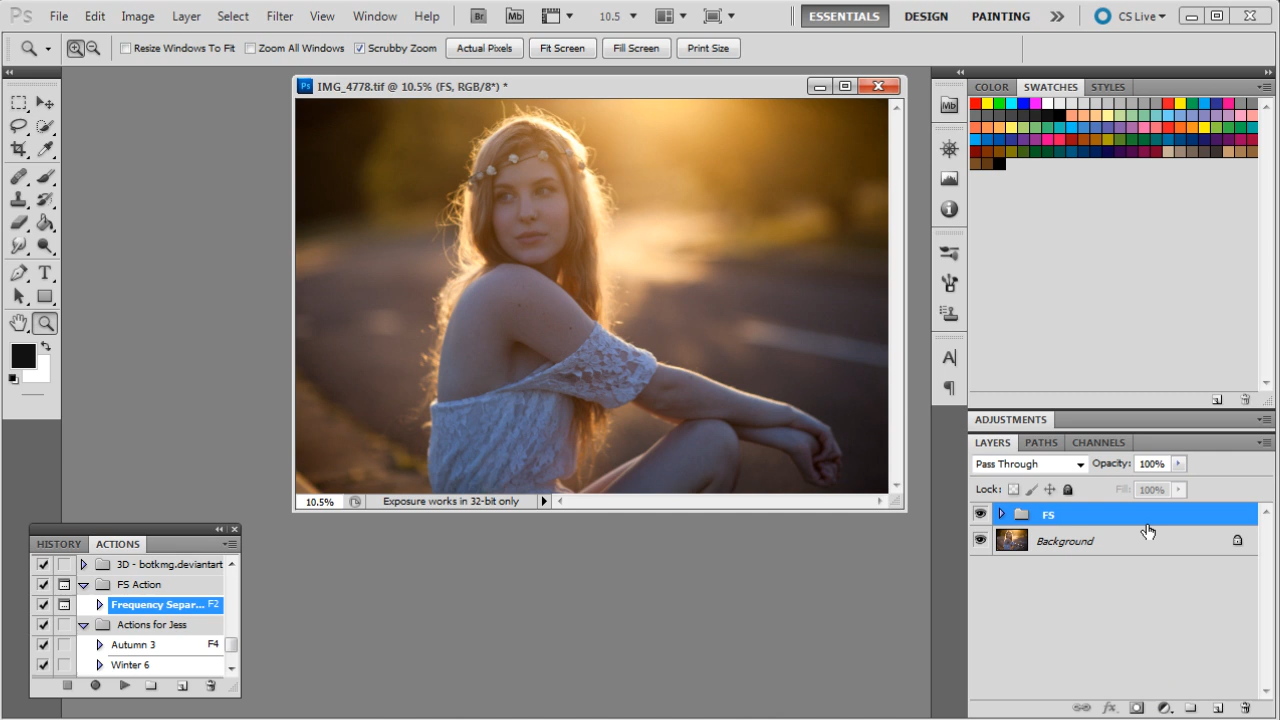 Ps File Edit Image Layer Select Filter View Window Help Br Mb 10.5 ESSENTIALS DESIGN PAINTING CS Live
Resize Windows To Fit Zoom All Windows Scrubby Zoom Actual Pixels Fit Screen Fill Screen Print Size
Ps IMG_4778.tif @ 10.5% (FS, RGB/8*) *
COLOR SWATCHES STYLES
Mb
T
A
10.5% Exposure works in 32-bit only
ADJUSTMENTS
LAYERS PATHS CHANNELS
Pass Through Opacity: 100%
Lock: Fill: 100%
FS
Background
fx
HISTORY ACTIONS
3D - botkmg.deviantart
FS Action
Frequency Separ... F2
Actions for Jess
Autumn 3 F4
Winter 6